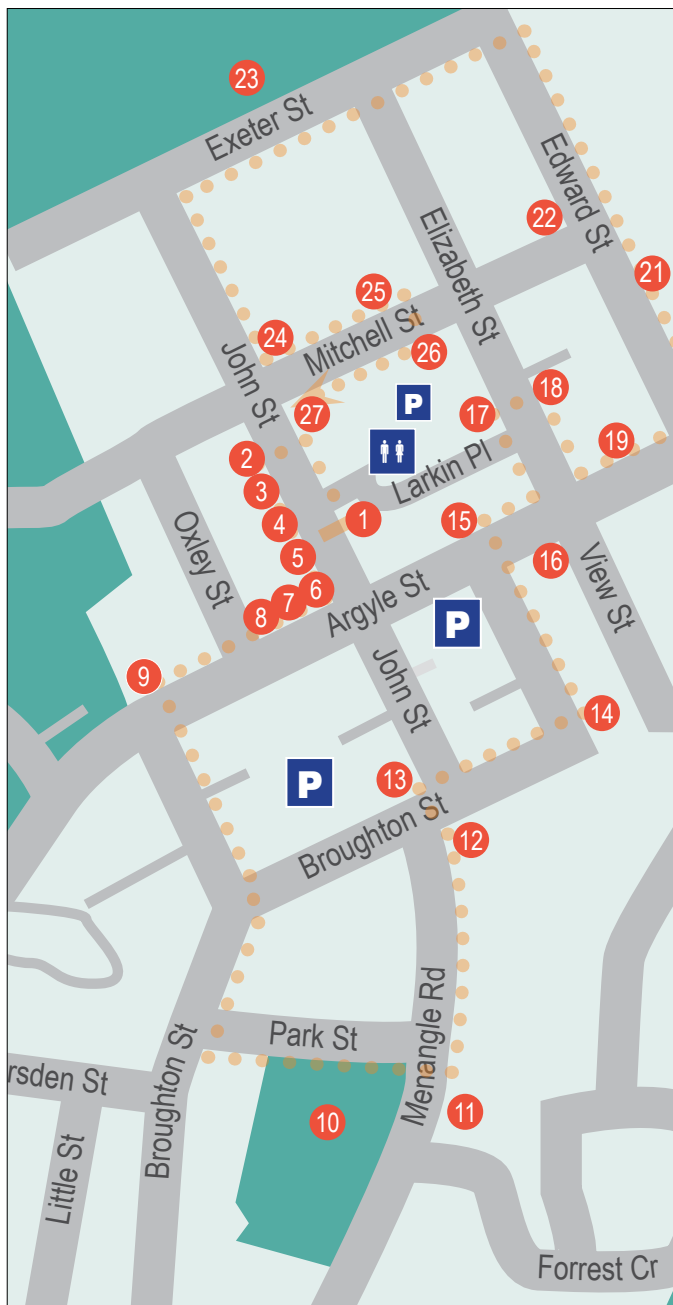 23
Exeter St
Edward St
22
Elizabeth St
21
25
24
Mitchell St
26
John St
18
27
P
17
19
2
Larkin Pl
3
4
1
15
Oxley St
5
16
View St
6
7
8
Argyle St
P
9
John St
14
13
P
Broughton St
12
Menangle Rd
Park St
rsden St
Broughton St
10
11
Little St
Forrest Cr